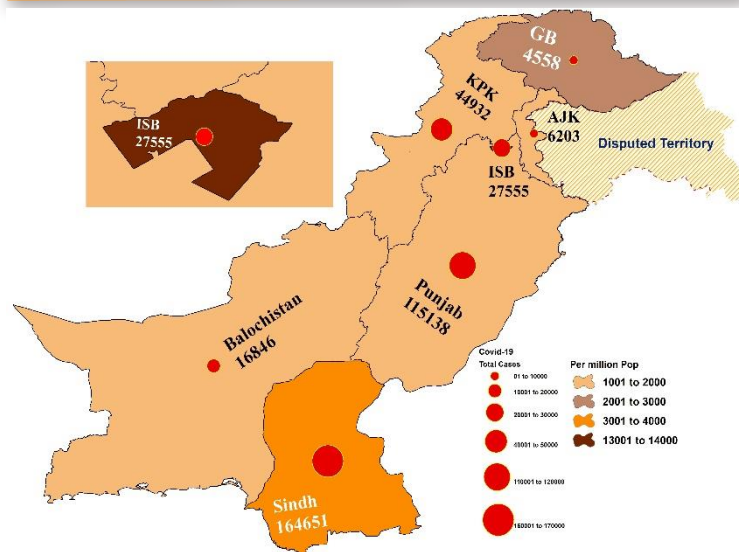 GB
4558
KPK
44932
AJK
6203
Disputed Territory
ISB
27555
ISB
27555
Punjab
115138
Balochistan
16846
Sindh
164651
Covid-19
Total Cases
01 to 10000
10001 to 20000
20001 to 30000
40001 to 50000
110001 to 120000
160001 to 170000
Per million Pop
1001 to 2000
2001 to 3000
3001 to 4000
13001 to 14000